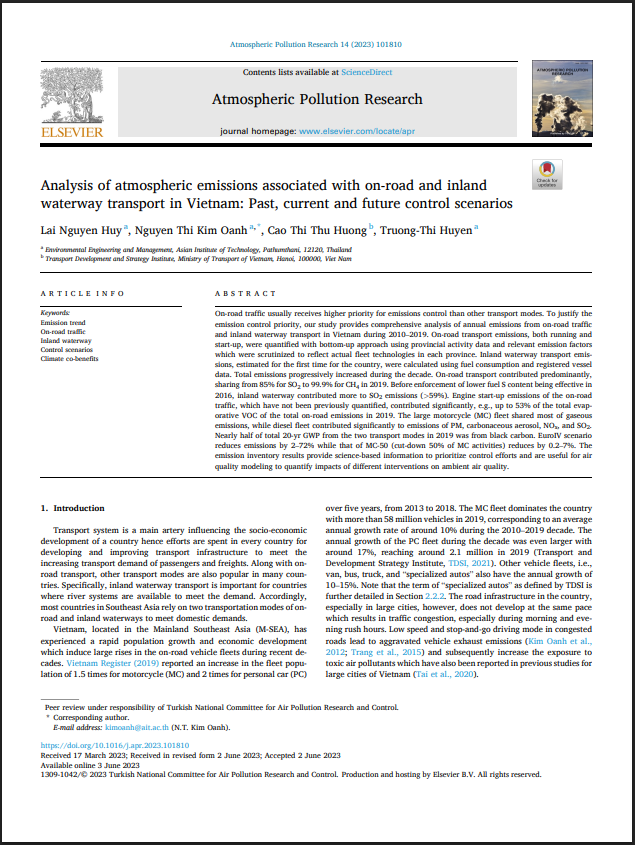 Atmospheric Pollution Research 14 (2023) 101810
Contents lists available at ScienceDirect
Atmospheric Pollution Research
journal homepage: www.elsevier.com/locate/apr
ELSEVIER
ATMOSPHERIC POLLUTION
RESEARCH
Check for
updates
Analysis of atmospheric emissions associated with on-road and inland
waterway transport in Vietnam: Past, current and future control scenarios
Lai Nguyen Huy a, Nguyen Thi Kim Oanh a,*, Cao Thi Thu Huong b, Truong-Thi Huyen a
a Environmental Engineering and Management, Asian Institute of Technology, Pathumthani, 12120, Thailand
b Transport Development and Strategy Institute, Ministry of Transport of Vietnam, Hanoi, 100000, Viet Nam
ARTICLE INFO
Keywords:
Emission trend
On-road traffic
Inland waterway
Control scenarios
Climate co-benefits
ABSTRACT
On-road traffic usually receives higher priority for emissions control than other transport modes. To justify the
emission control priority, our study provides comprehensive analysis of annual emissions from on-road traffic
and inland waterway transport in Vietnam during 2010–2019. On-road transport emissions, both running and
start-up, were quantified with bottom-up approach using provincial activity data and relevant emission factors
which were scrutinized to reflect actual fleet technologies in each province. Inland waterway transport emis-
sions, estimated for the first time for the country, were calculated using fuel consumption and registered vessel
data. Total emissions progressively increased during the decade. On-road transport contributed predominantly,
sharing from 85% for SO2 to 99.9% for CH4 in 2019. Before enforcement of lower fuel S content being effective in
2016, inland waterway contributed more to SO2 emissions (>59%). Engine start-up emissions of the on-road
traffic, which have not been previously quantified, contributed significantly, e.g., up to 53% of the total evap-
orative VOC of the total on-road emissions in 2019. The large motorcycle (MC) fleet shared most of gaseous
emissions, while diesel fleet contributed significantly to emissions of PM, carbonaceous aerosol, NOx, and SO2.
Nearly half of total 20-yr GWP from the two transport modes in 2019 was from black carbon. EuroIV scenario
reduces emissions by 2–72% while that of MC-50 (cut-down 50% of MC activities) reduces by 0.2–7%. The
emission inventory results provide science-based information to prioritize control efforts and are useful for air
quality modeling to quantify impacts of different interventions on ambient air quality.
1. Introduction
Transport system is a main artery influencing the socio-economic
development of a country hence efforts are spent in every country for
developing and improving transport infrastructure to meet the
increasing transport demand of passengers and freights. Along with on-
road transport, other transport modes are also popular in many coun-
tries. Specifically, inland waterway transport is important for countries
where river systems are available to meet the demand. Accordingly,
most countries in Southeast Asia rely on two transportation modes of on-
road and inland waterways to meet domestic demands.
Vietnam, located in the Mainland Southeast Asia (M-SEA), has
experienced a rapid population growth and economic development
which induce large rises in the on-road vehicle fleets during recent de-
cades. Vietnam Register (2019) reported an increase in the fleet popu-
lation of 1.5 times for motorcycle (MC) and 2 times for personal car (PC)
over five years, from 2013 to 2018. The MC fleet dominates the country
with more than 58 million vehicles in 2019, corresponding to an average
annual growth rate of around 10% during the 2010–2019 decade. The
annual growth of the PC fleet during the decade was even larger with
around 17%, reaching around 2.1 million in 2019 (Transport and
Development Strategy Institute, TDSI, 2021). Other vehicle fleets, i.e.,
van, bus, truck, and "specialized autos" also have the annual growth of
10–15%. Note that the term of "specialized autos" as defined by TDSI is
further detailed in Section 2.2.2. The road infrastructure in the country,
especially in large cities, however, does not develop at the same pace
which results in traffic congestion, especially during morning and eve-
ning rush hours. Low speed and stop-and-go driving mode in congested
roads lead to aggravated vehicle exhaust emissions (Kim Oanh et al.,
2012; Trang et al., 2015) and subsequently increase the exposure to
toxic air pollutants which have also been reported in previous studies for
large cities of Vietnam (Tai et al., 2020).
Peer review under responsibility of Turkish National Committee for Air Pollution Research and Control.
* Corresponding author.
E-mail address: kimoanh@ait.ac.th (N.T. Kim Oanh).
https://doi.org/10.1016/j.apr.2023.101810
Received 17 March 2023; Received in revised form 2 June 2023; Accepted 2 June 2023
Available online 3 June 2023
1309-1042/© 2023 Turkish National Committee for Air Pollution Research and Control. Production and hosting by Elsevier B.V. All rights reserved.